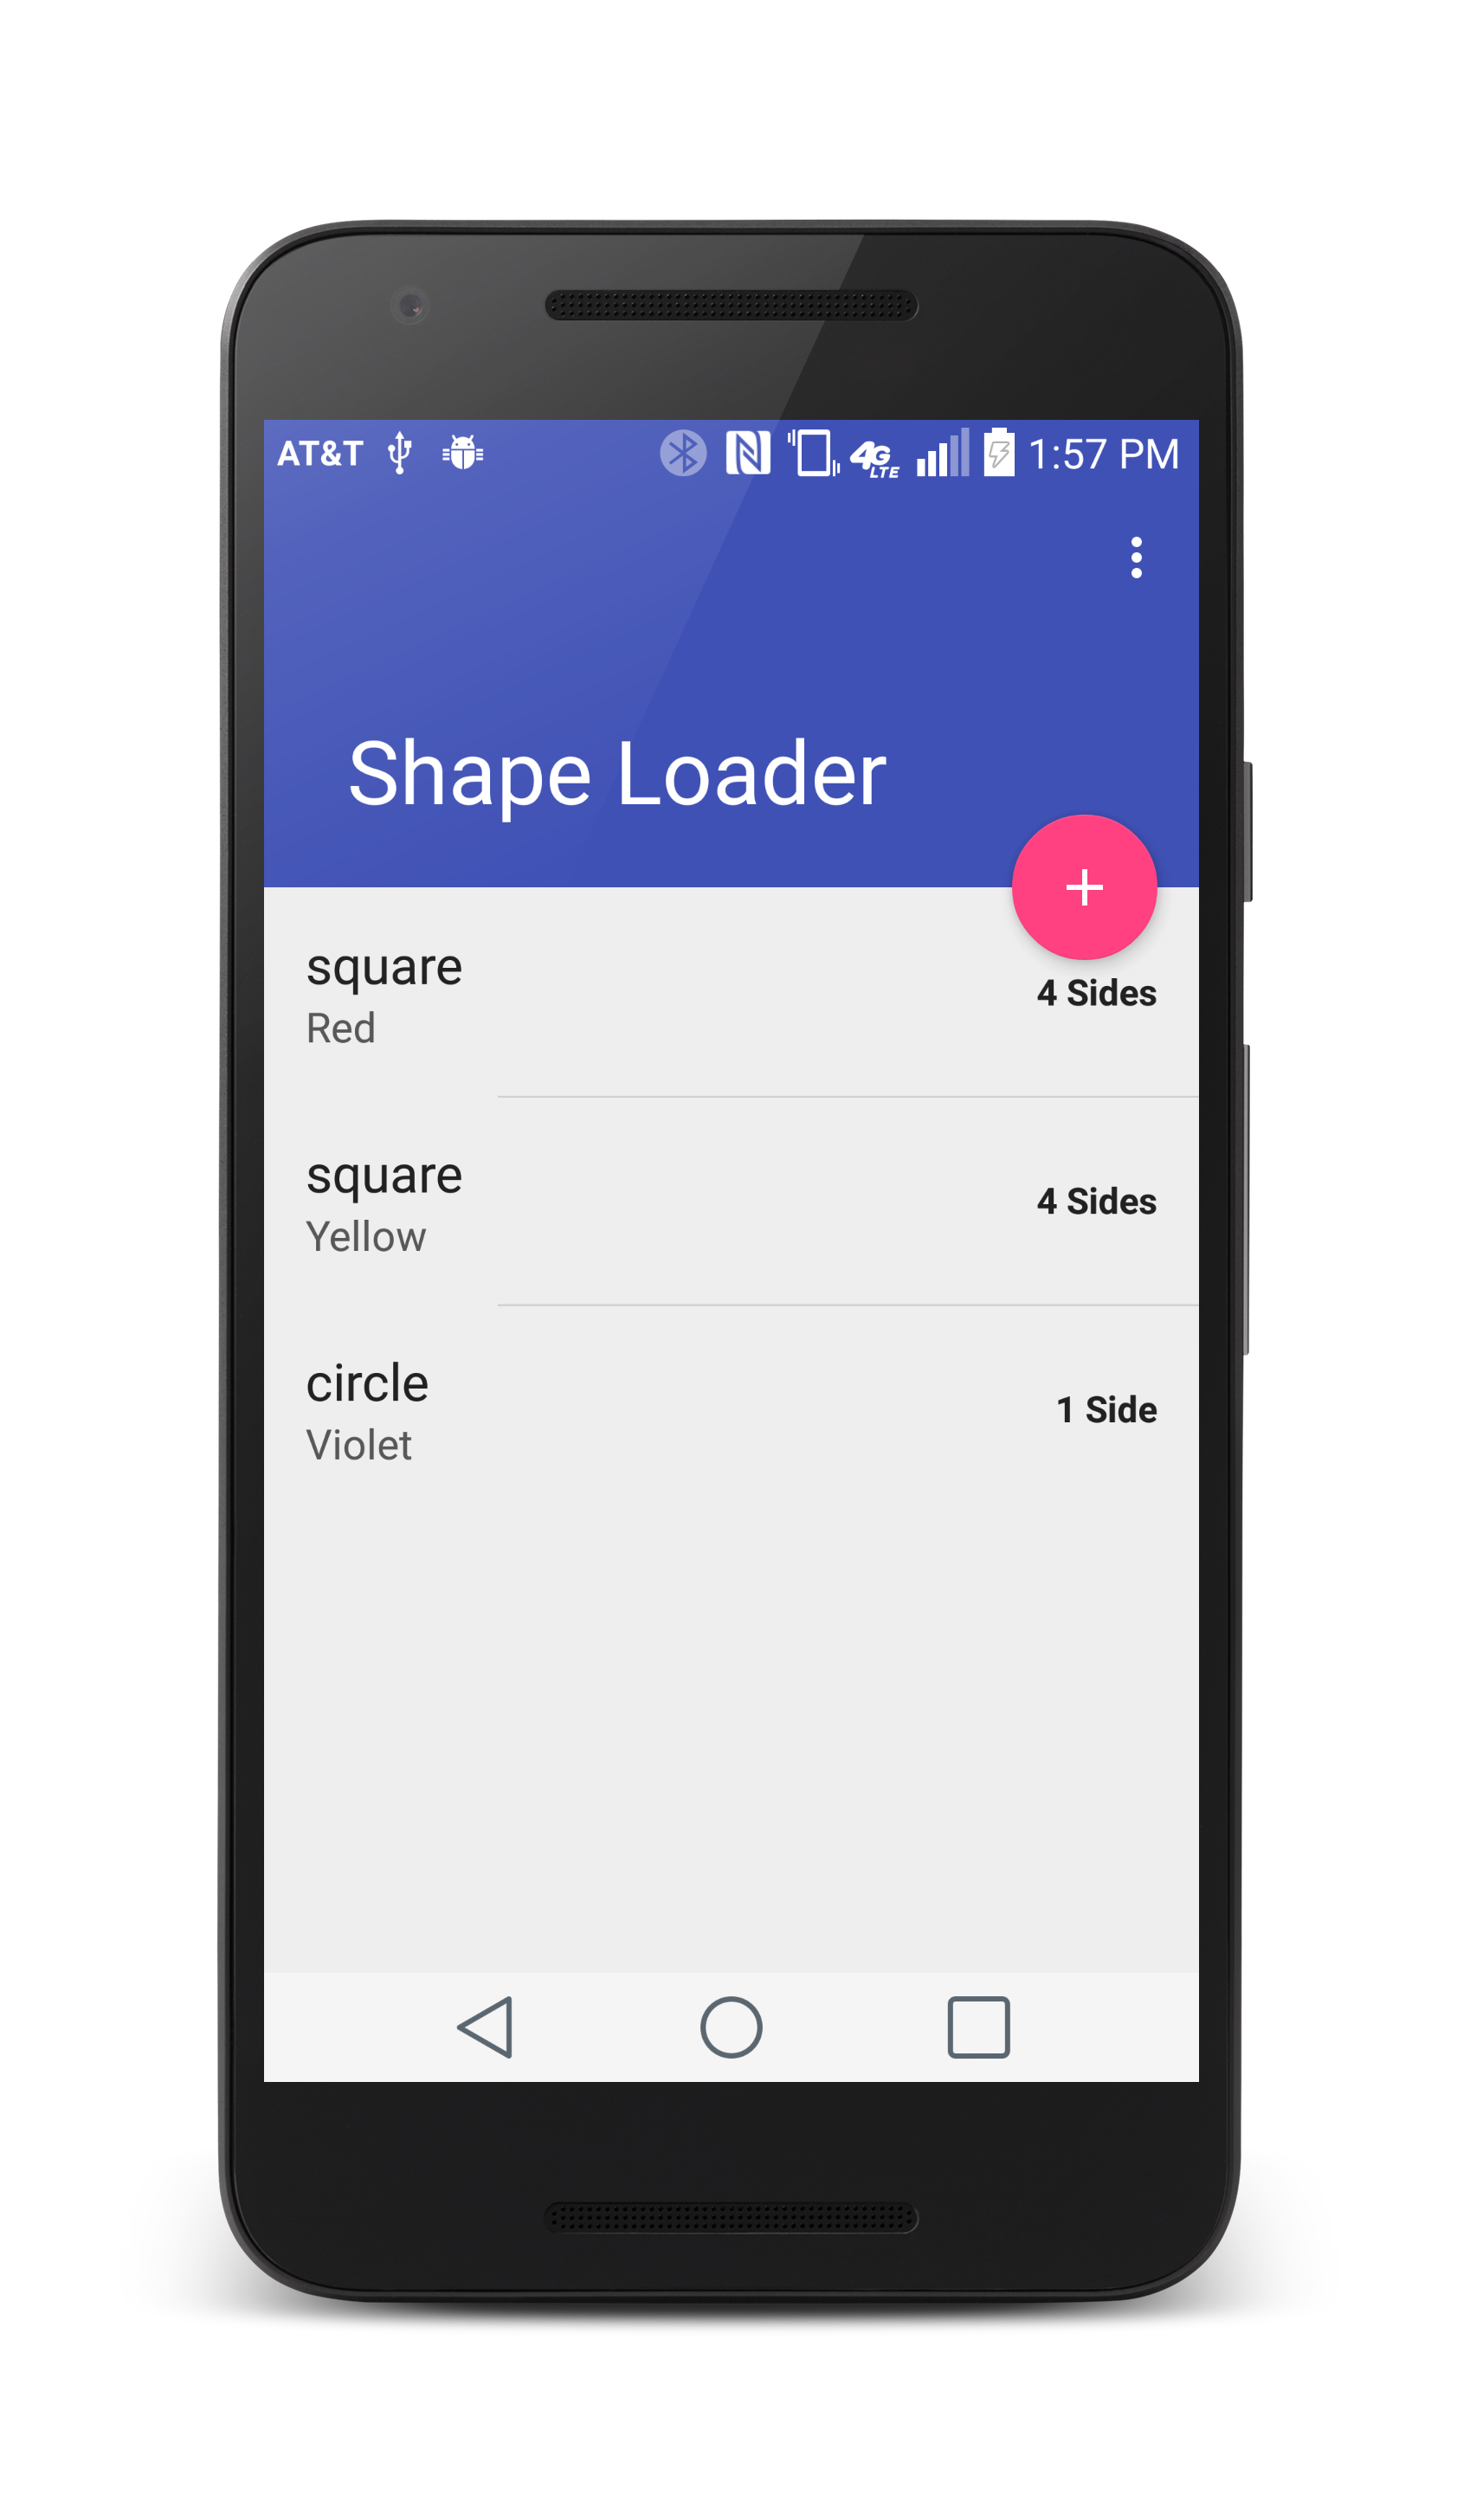 AT&T 4G LTE 1:57 PM
Shape Loader
square
Red
4 Sides
square
Yellow
4 Sides
circle
Violet
1 Side